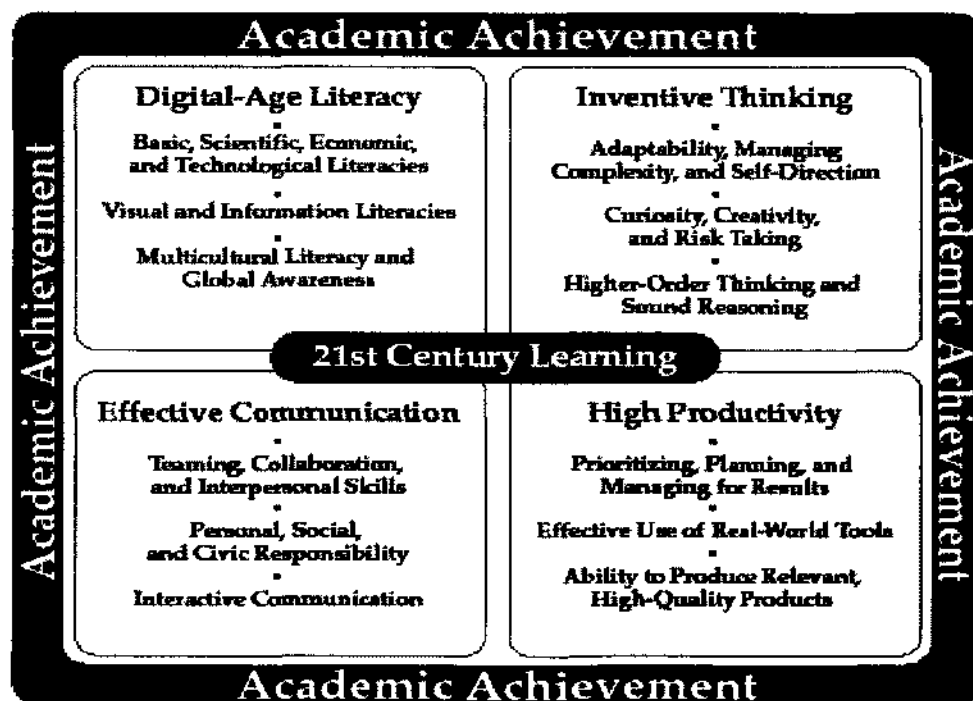 Academic Achievement
Academic Achievement
Digital-Age Literacy
Basic, Scientific, Economic,
and Technological Literacies
Visual and Information Literacies
Multicultural Literacy and
Global Awareness
Inventive Thinking
Adaptability, Managing
Complexity, and Self-Direction
Curiosity, Creativity,
and Risk Taking
Higher-Order Thinking and
Sound Reasoning
21st Century Learning
Effective Communication
Teaming, Collaboration,
and Interpersonal Skills
Personal, Social,
and Civic Responsibility
Interactive Communication
High Productivity
Prioritizing, Planning, and
Managing for Results
Effective Use of Real-World Tools
Ability to Produce Relevant,
High-Quality Products
Academic Achievement
Academic Achievement